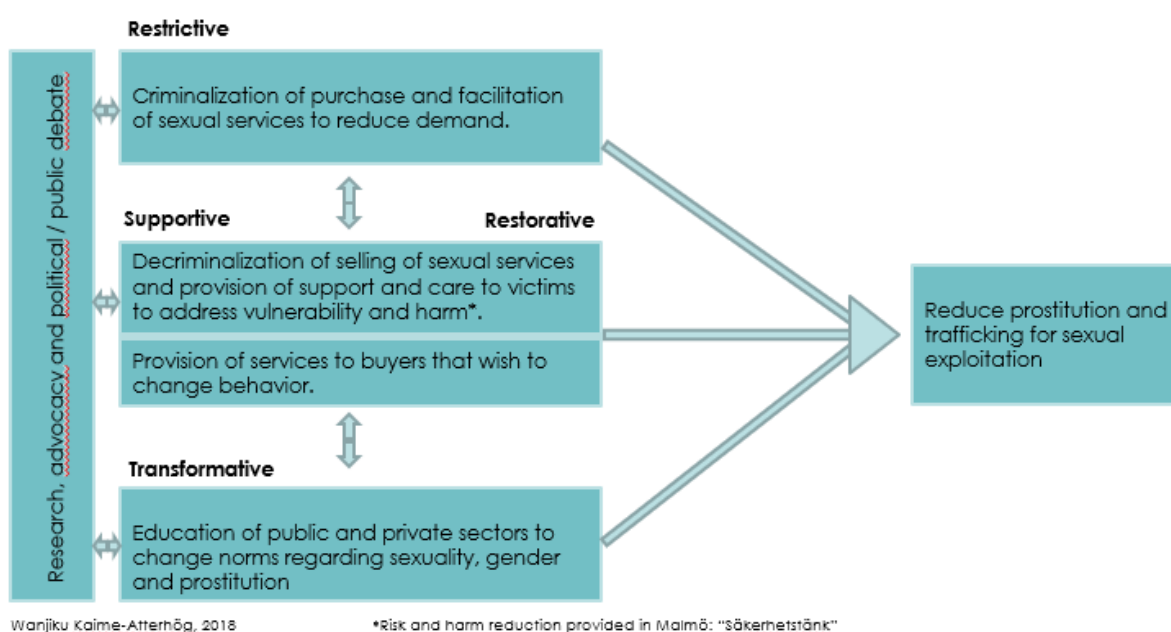 Research, advocacy and political / public debate
Restrictive
Criminalization of purchase and facilitation
of sexual services to reduce demand.
Supportive
Restorative
Decriminalization of selling of sexual services
and provision of support and care to victims
to address vulnerability and harm*.
Provision of services to buyers that wish to
change behavior.
Transformative
Education of public and private sectors to
change norms regarding sexuality, gender
and prostitution
Reduce prostitution and
trafficking for sexual
exploitation
Wanjiku Kaime-Atterhög, 2018
*Risk and harm reduction provided in Malmö: "Säkerhetstänk"